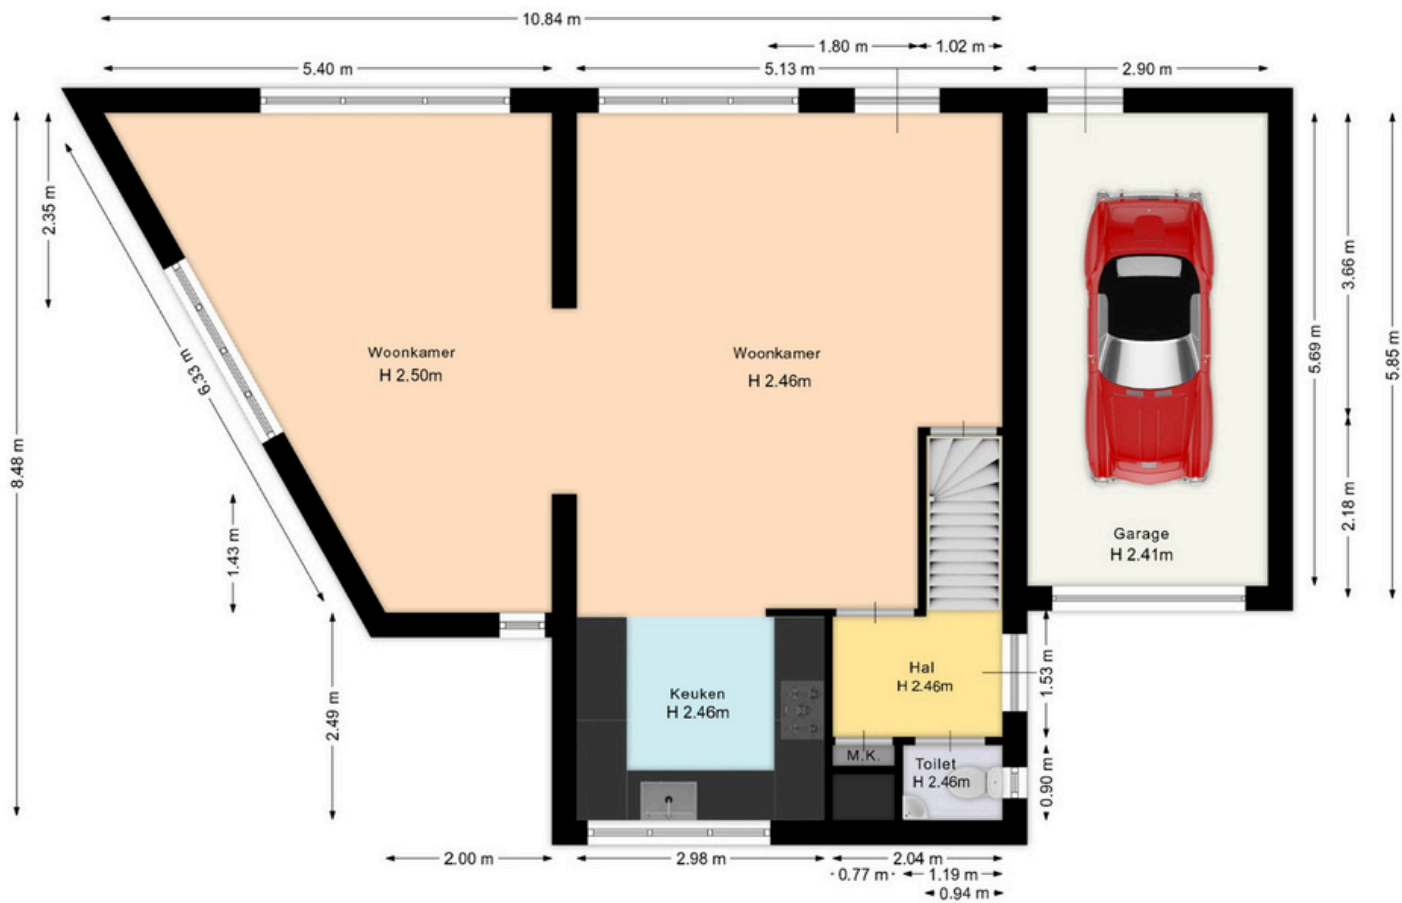 10.84 m
1.80 m
1.02 m
5.40 m
5.13 m
2.90 m
2.35 m
3.66 m
5.69 m
5.85 m
6.33 m
8.48 m
Woonkamer
H 2.50m
Woonkamer
H 2.46m
1.43 m
2.18 m
Garage
H 2.41m
2.49 m
Keuken
H 2.46m
Hal
H 2.46m
1.53 m
M.K.
Toilet
H 2.46m
0.90 m
2.00 m
2.98 m
2.04 m
0.77 m
1.19 m
0.94 m